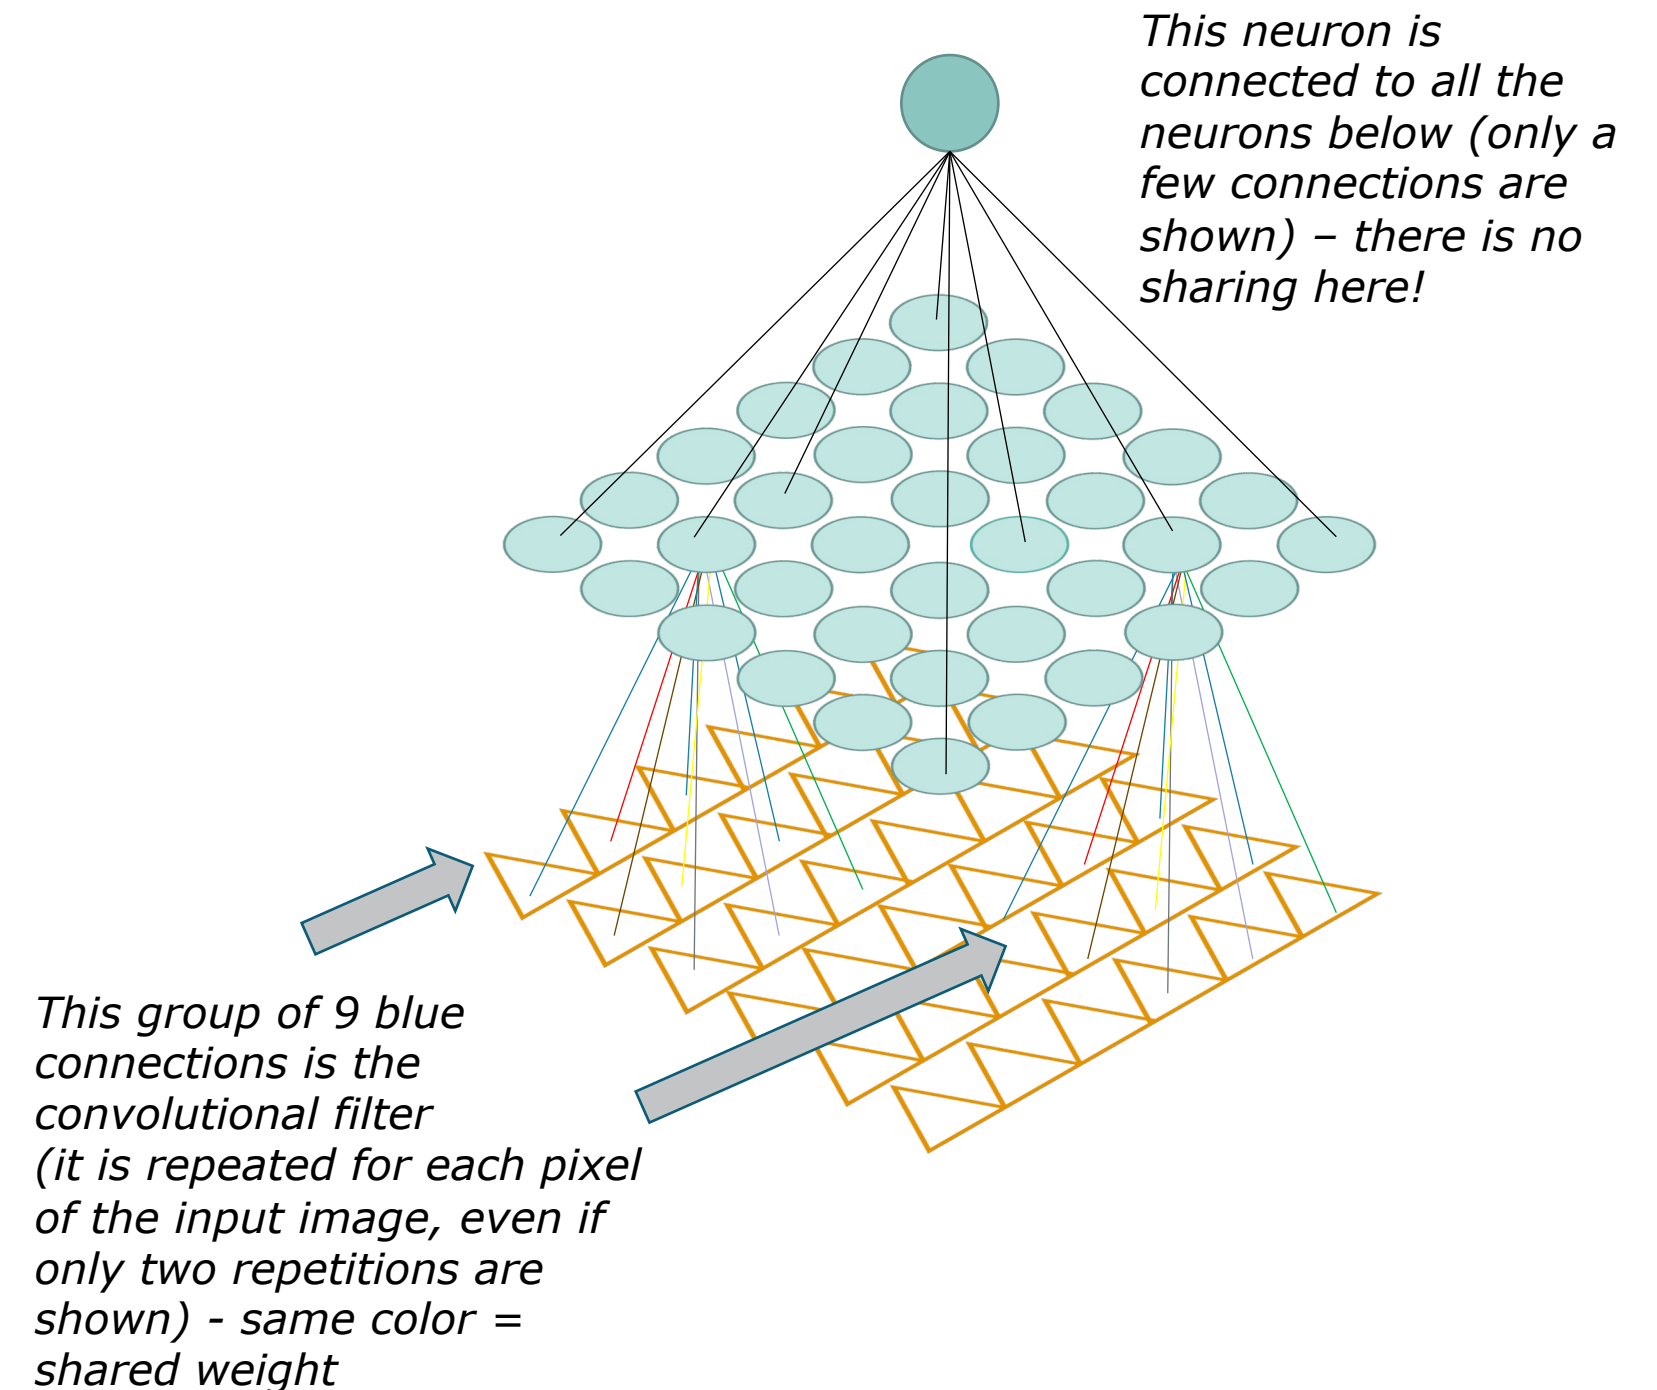 This neuron is
connected to all the
neurons below (only a
few connections are
shown) – there is no
sharing here!
This group of 9 blue
connections is the
convolutional filter
(it is repeated for each pixel
of the input image, even if
only two repetitions are
shown) - same color =
shared weight